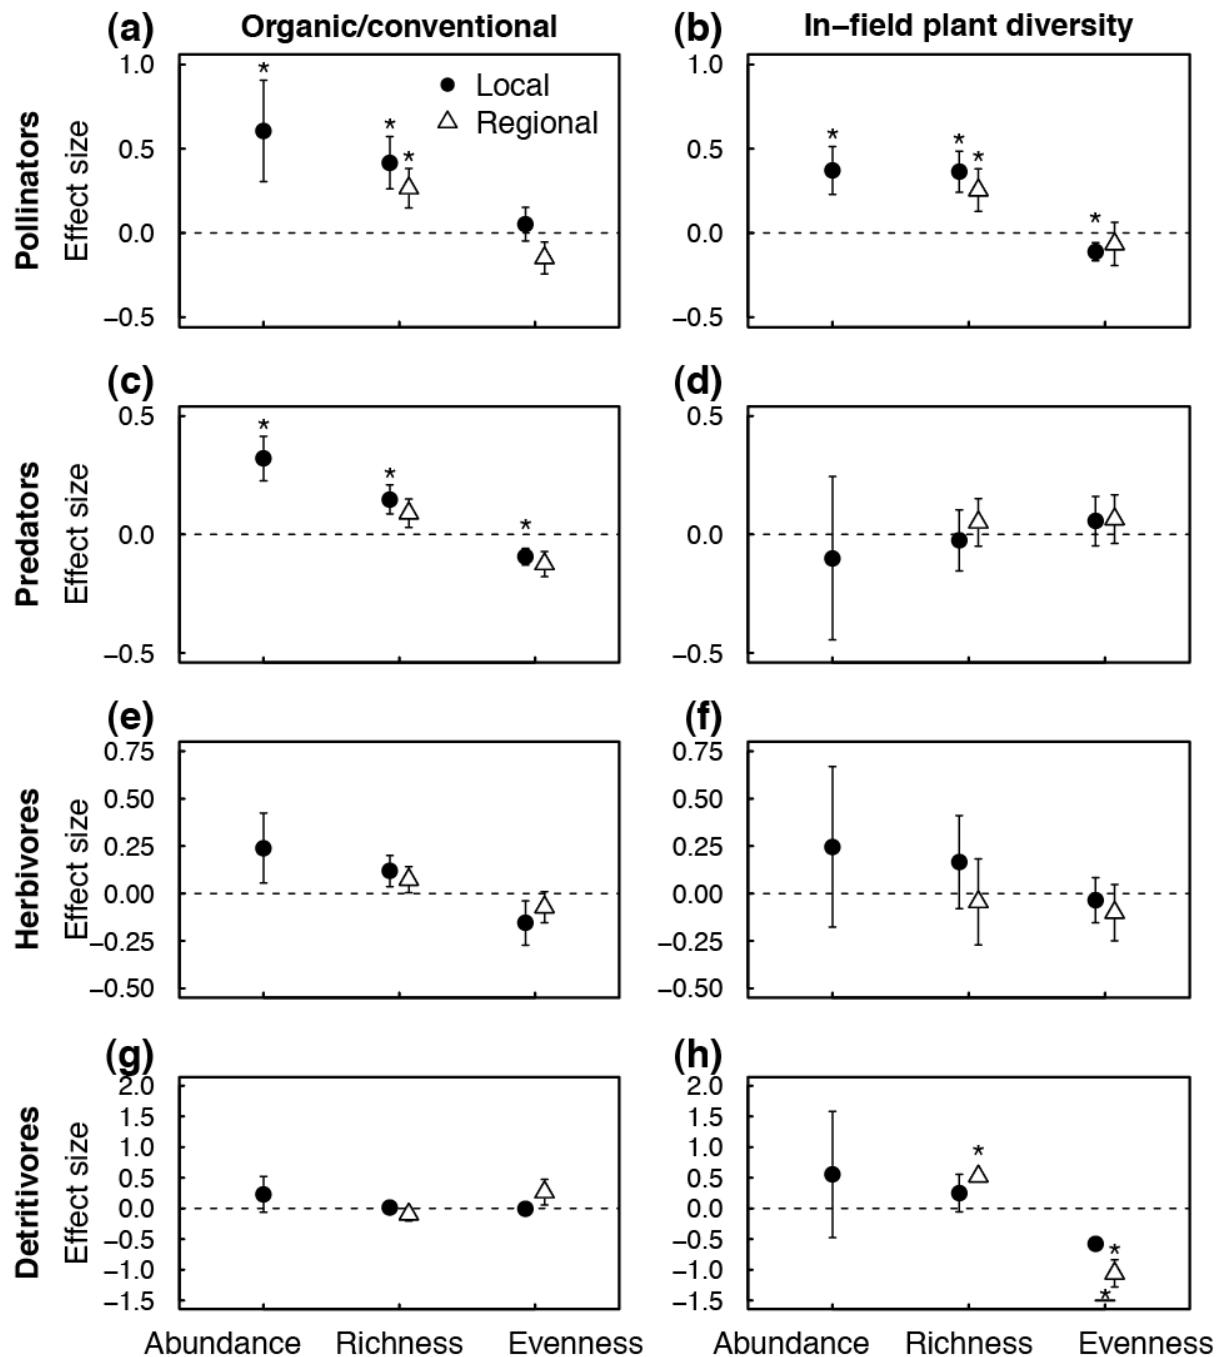 (a) Organic/conventional
(b) In−field plant diversity
Pollinators
Effect size
1.0
0.5
0.0
−0.5
* * *
Local
Regional
1.0
0.5
0.0
−0.5
* * * *
(c)
(d)
Predators
Effect size
0.5
0.0
−0.5
* * *
0.5
0.0
−0.5
(e)
(f)
Herbivores
Effect size
0.75
0.50
0.25
0.00
−0.25
−0.50
0.75
0.50
0.25
0.00
−0.25
−0.50
(g)
(h)
Detritivores
Effect size
2.0
1.5
1.0
0.5
0.0
−0.5
−1.0
−1.5
2.0
1.5
1.0
0.5
0.0
−0.5
−1.0
−1.5
* * *
Abundance Richness Evenness
Abundance Richness Evenness